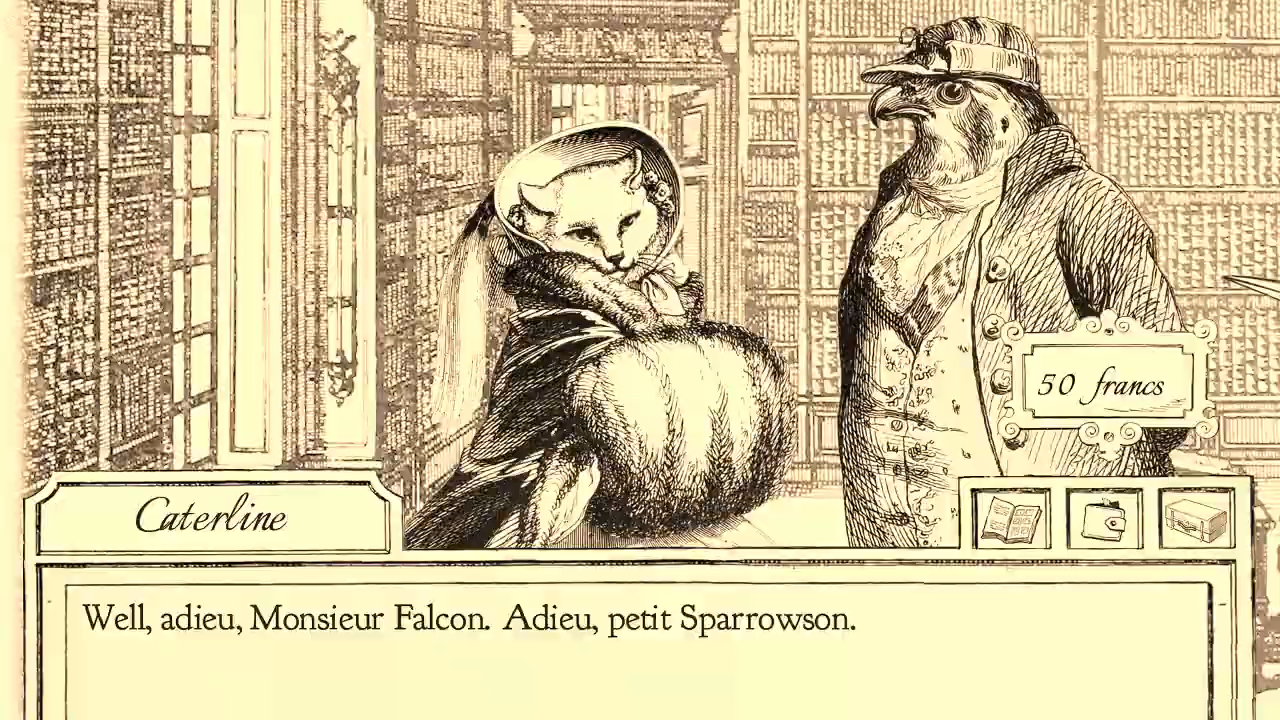 50 francs
Caterline
Well, adieu, Monsieur Falcon. Adieu, petit Sparrowson.